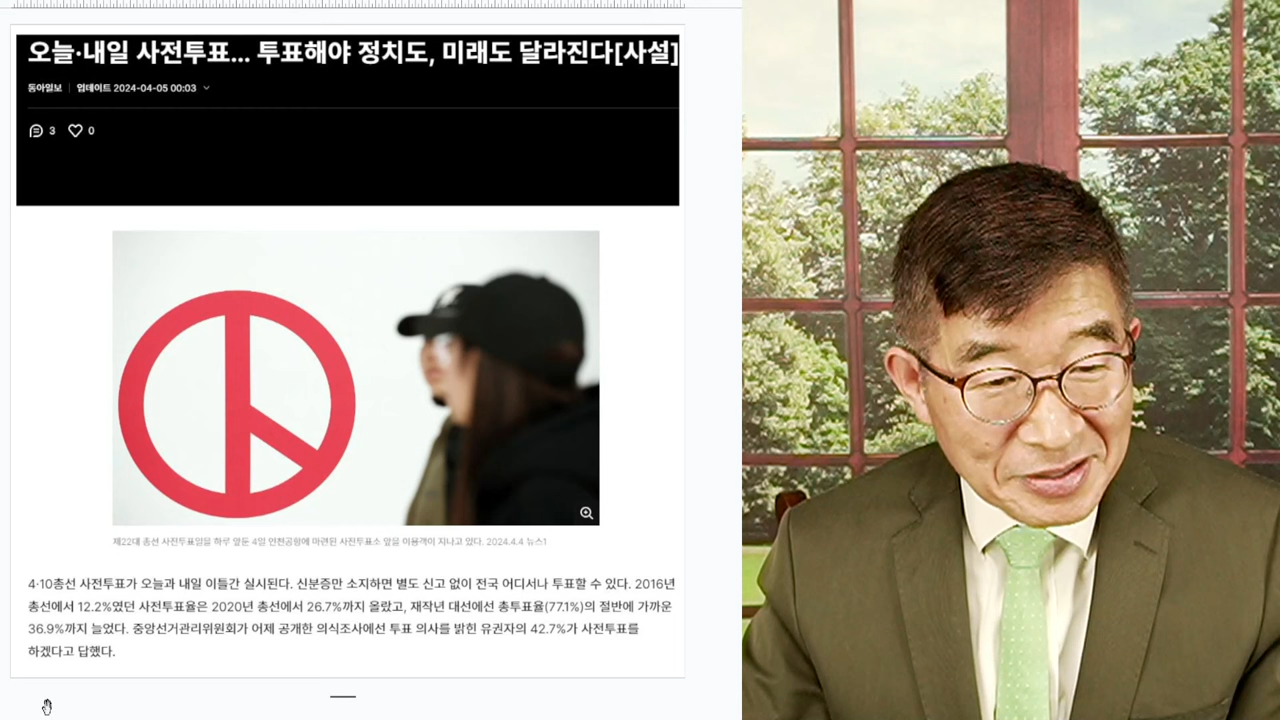 오늘·내일 사전투표... 투표해야 정치도, 미래도 달라진다[사설]
동아일보 업데이트 2024-04-05 00:03
3 0
제22대 총선 사전투표일을 하루 앞둔 4일 인천공항에 마련된 사전투표소 앞을 이용객이 지나고 있다. 2024.4.4 뉴스1
4·10총선 사전투표가 오늘과 내일 이틀간 실시된다. 신분증만 소지하면 별도 신고 없이 전국 어디서나 투표할 수 있다. 2016년
총선에서 12.2%였던 사전투표율은 2020년 총선에서 26.7%까지 올랐고, 재작년 대선에선 총투표율(77.1%)의 절반에 가까운
36.9%까지 늘었다. 중앙선거관리위원회가 어제 공개한 의식조사에선 투표 의사를 밝힌 유권자의 42.7%가 사전투표를
하겠다고 답했다.